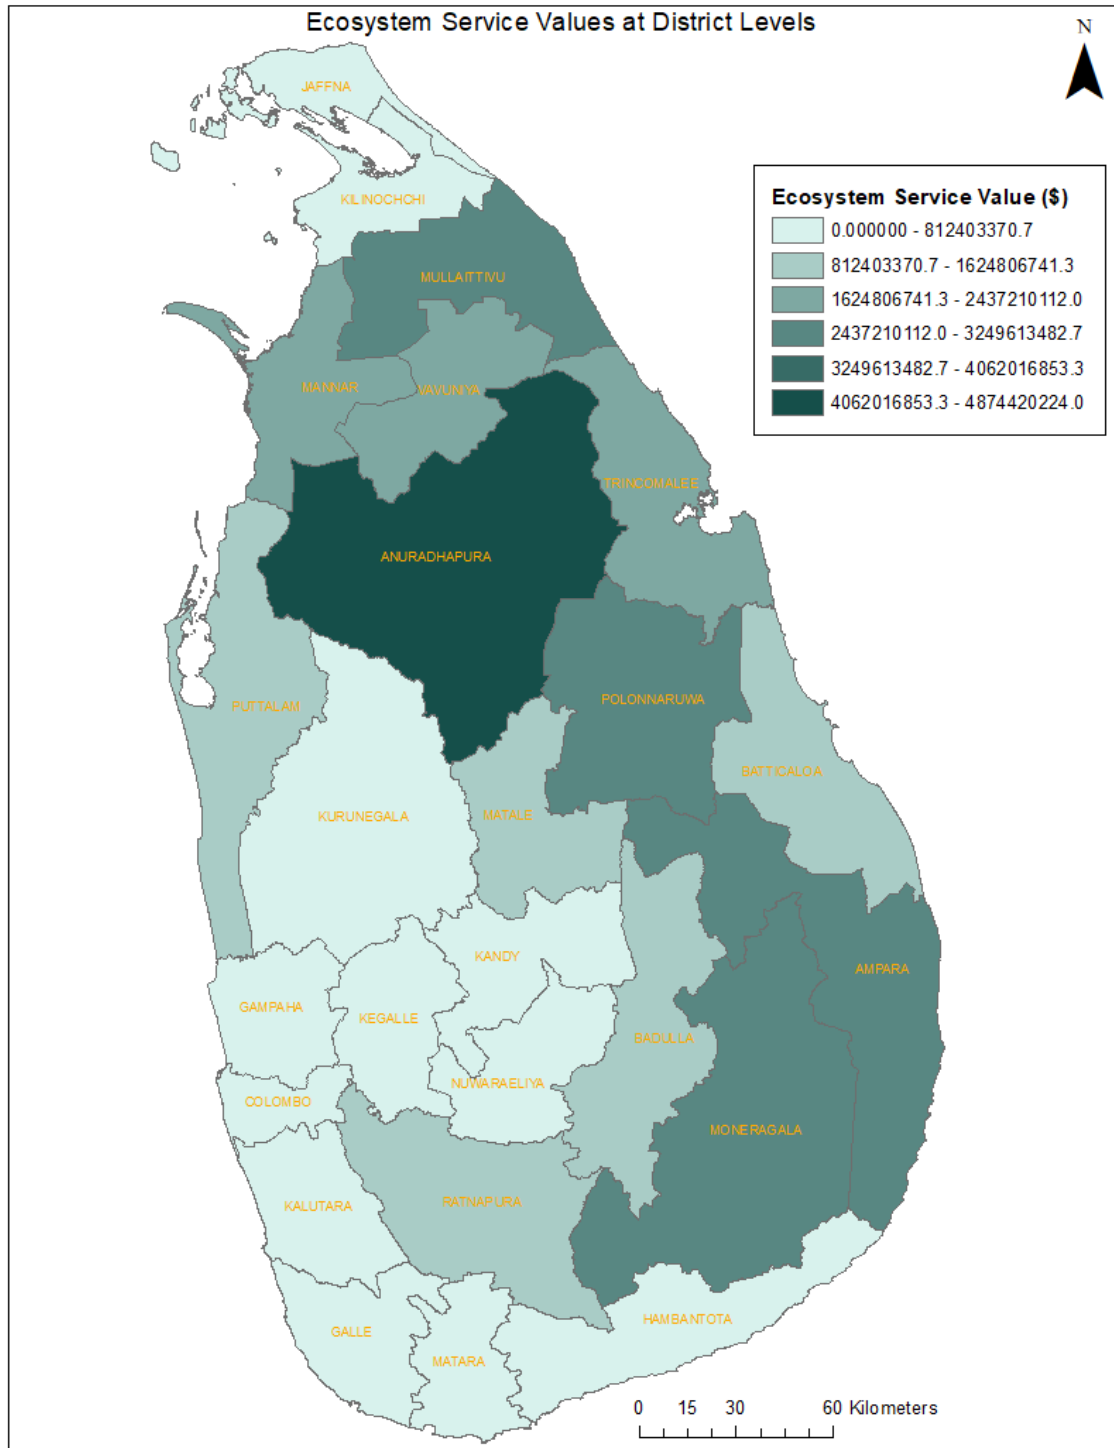 Ecosystem Service Values at District Levels
N
JAFFNA
Ecosystem Service Value ($)
0.000000 - 812403370.7
812403370.7 - 1624806741.3
1624806741.3 - 2437210112.0
2437210112.0 - 3249613482.7
3249613482.7 - 4062016853.3
4062016853.3 - 4874420224.0
KILINOCHCHI
MULLAITTIVU
MANNAR
VAVUNIYA
TRINCOMALEE
ANURADHAPURA
POLONNARUWA
PUTTALAM
BATTICALOA
KURUNEGALA
MATALE
KANDY
AMPARA
GAMPAHA
KEGALLE
BADULLA
NUWARAELIYA
COLOMBO
MONERAGALA
RATNAPURA
KALUTARA
HAMBANTOTA
GALLE
MATARA
0 15 30 60 Kilometers